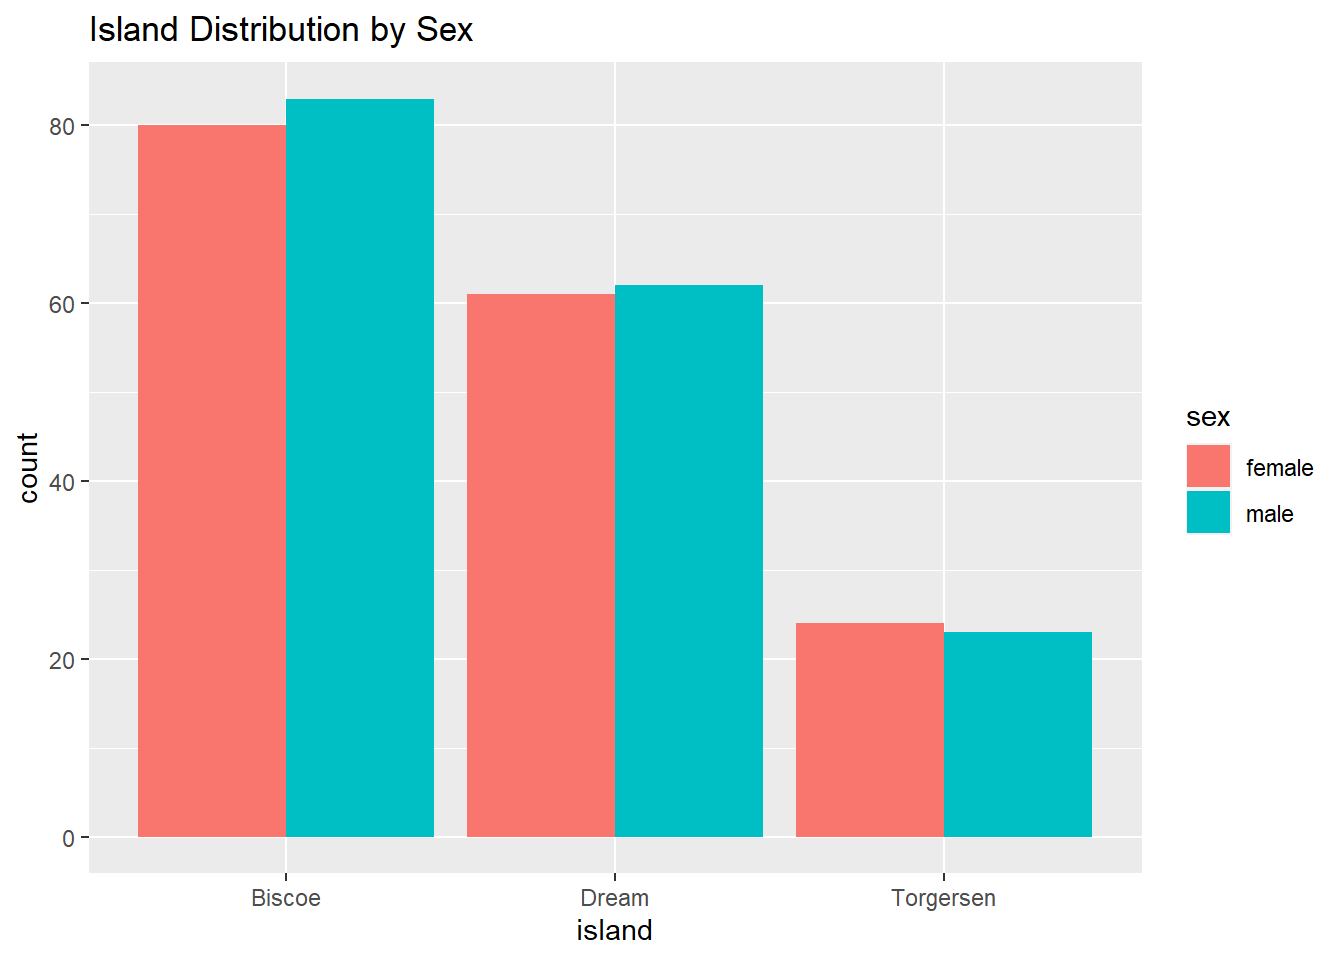 Island Distribution by Sex
count
80
60
40
20
0
Biscoe
Dream
Torgersen
island
sex
female
male